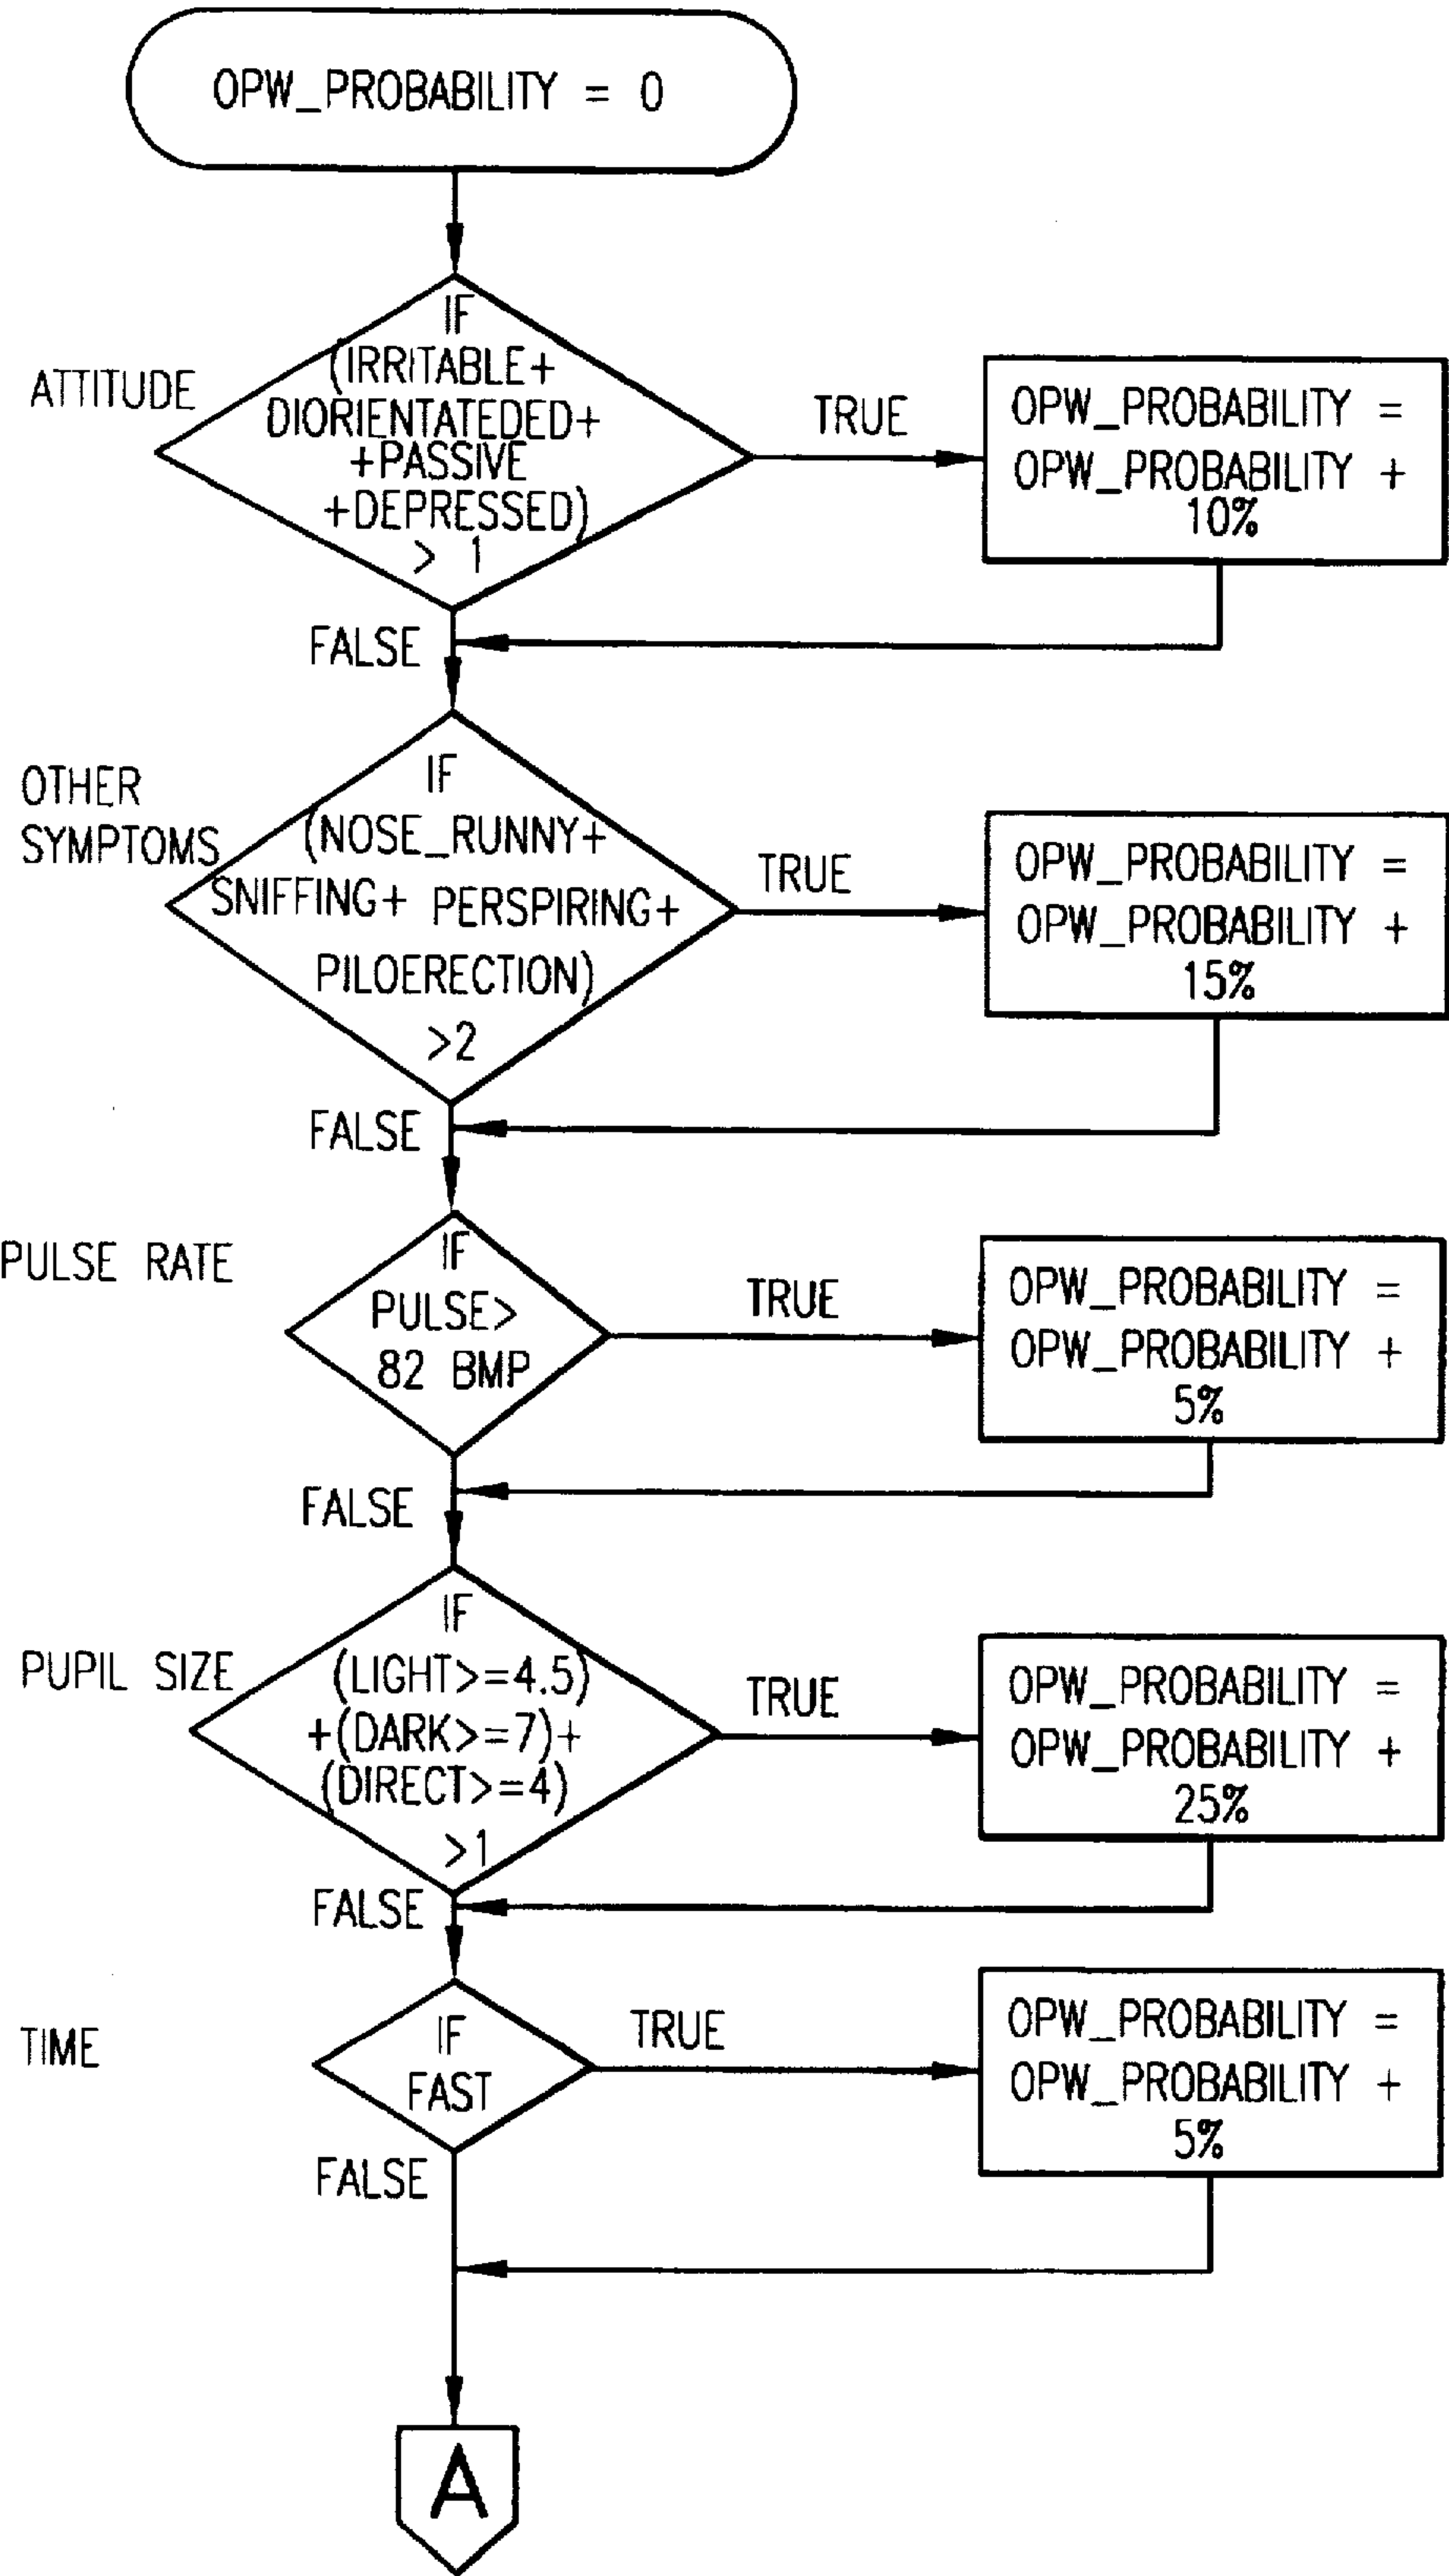 OPW_PROBABILITY = 0
ATTITUDE
IF
(IRRITABLE+
DIORIENTATEDED+
+PASSIVE
+DEPRESSED)
> 1
TRUE
OPW_PROBABILITY =
OPW_PROBABILITY +
10%
FALSE
OTHER
SYMPTOMS
IF
(NOSE_RUNNY+
SNIFFING+ PERSPIRING+
PILOERECTION)
>2
TRUE
OPW_PROBABILITY =
OPW_PROBABILITY +
15%
FALSE
PULSE RATE
IF
PULSE>
82 BMP
TRUE
OPW_PROBABILITY =
OPW_PROBABILITY +
5%
FALSE
PUPIL SIZE
IF
(LIGHT>=4.5)
+(DARK>=7)+
(DIRECT>=4)
>1
TRUE
OPW_PROBABILITY =
OPW_PROBABILITY +
25%
FALSE
TIME
IF
FAST
TRUE
OPW_PROBABILITY =
OPW_PROBABILITY +
5%
FALSE
A